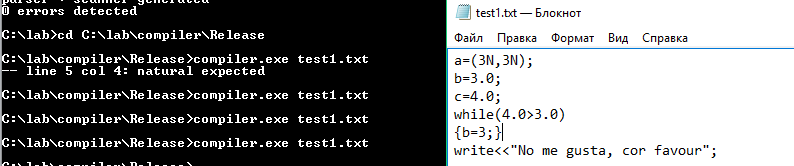 parser + scanner generated
0 errors detected
C:\lab>cd C:\lab\compiler\Release
C:\lab\compiler\Release>compiler.exe test1.txt
-- line 5 col 4: natural expected
C:\lab\compiler\Release>compiler.exe test1.txt
C:\lab\compiler\Release>compiler.exe test1.txt
C:\lab\compiler\Release>compiler.exe test1.txt
C:\lab\compiler\Release>
test1.txt — Блокнот
Файл Правка Формат Вид Справка
a=(3N,3N);
b=3.0;
c=4.0;
while(4.0>3.0)
{b=3;}
write<<"No me gusta, cor favour";